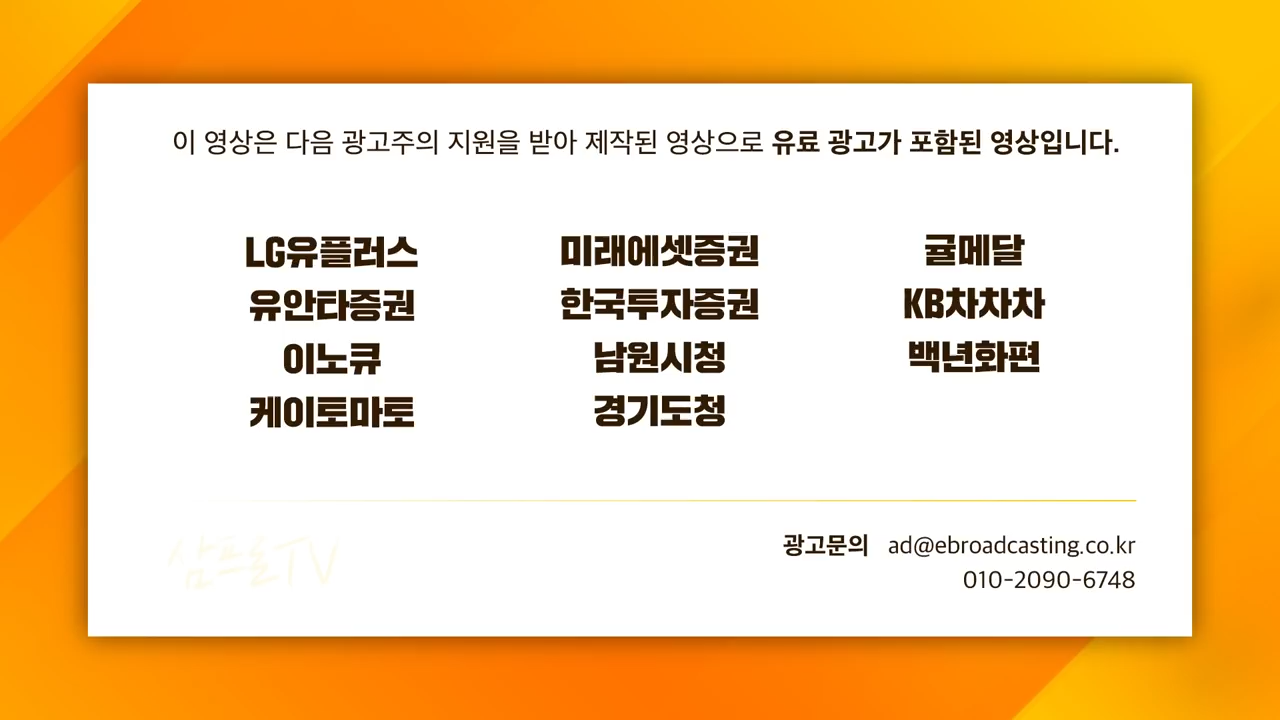 이 영상은 다음 광고주의 지원을 받아 제작된 영상으로 유료 광고가 포함된 영상입니다.
LG유플러스 미래에셋증권 귤메달
유안타증권 한국투자증권 KB차차차
이노큐 남원시청 백년화편
케이토마토 경기도청
삼프로TV
광고문의 ad@ebroadcasting.co.kr
010-2090-6748